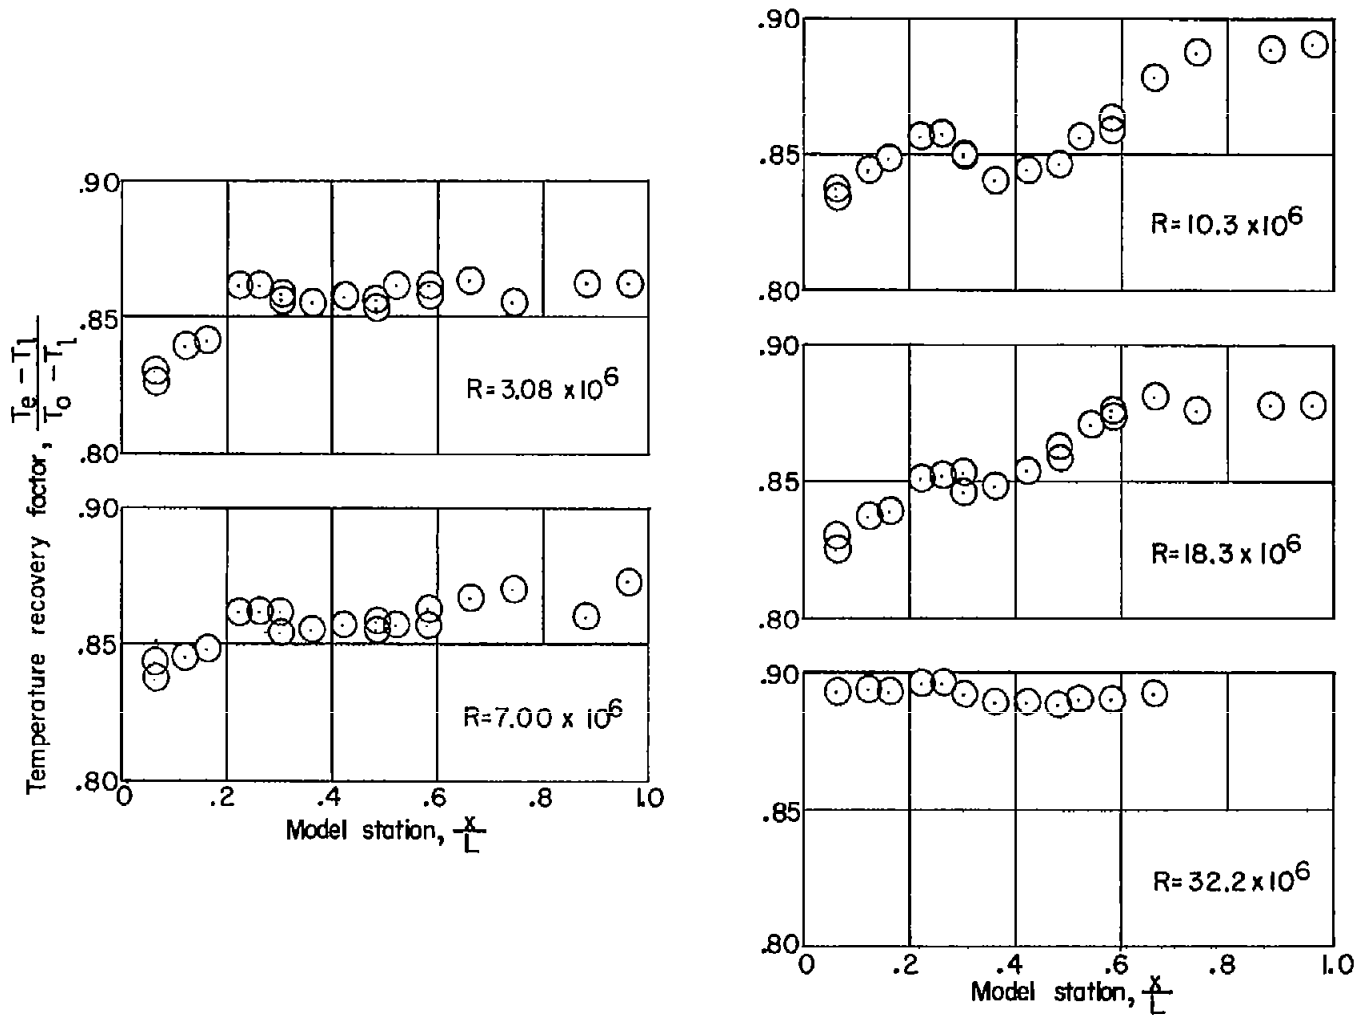 Temperature recovery factor, (Te – Tl)/(To – Tl)
.90
.85
R=3.08 x10^6
.80
.90
.85
R=7.00 x 10^6
.80
0 .2 .4 .6 .8 1.0
Model station, x/L
.90
.85
R=10.3 x10^6
.80
.90
.85
R=18.3 x 10^6
.80
.90
.85
R=32.2 x10^6
.80
0 .2 .4 .6 .8 1.0
Model station, x/L